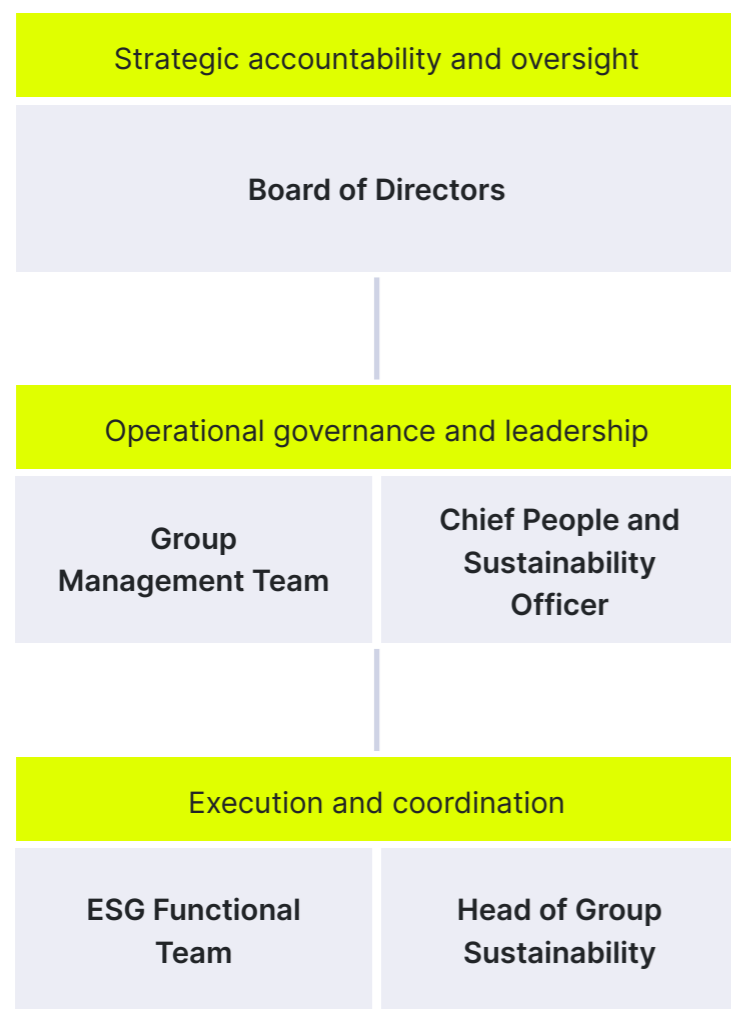 Strategic accountability and oversight
Board of Directors
Operational governance and leadership
Group
Management Team
Chief People and
Sustainability
Officer
Execution and coordination
ESG Functional
Team
Head of Group
Sustainability